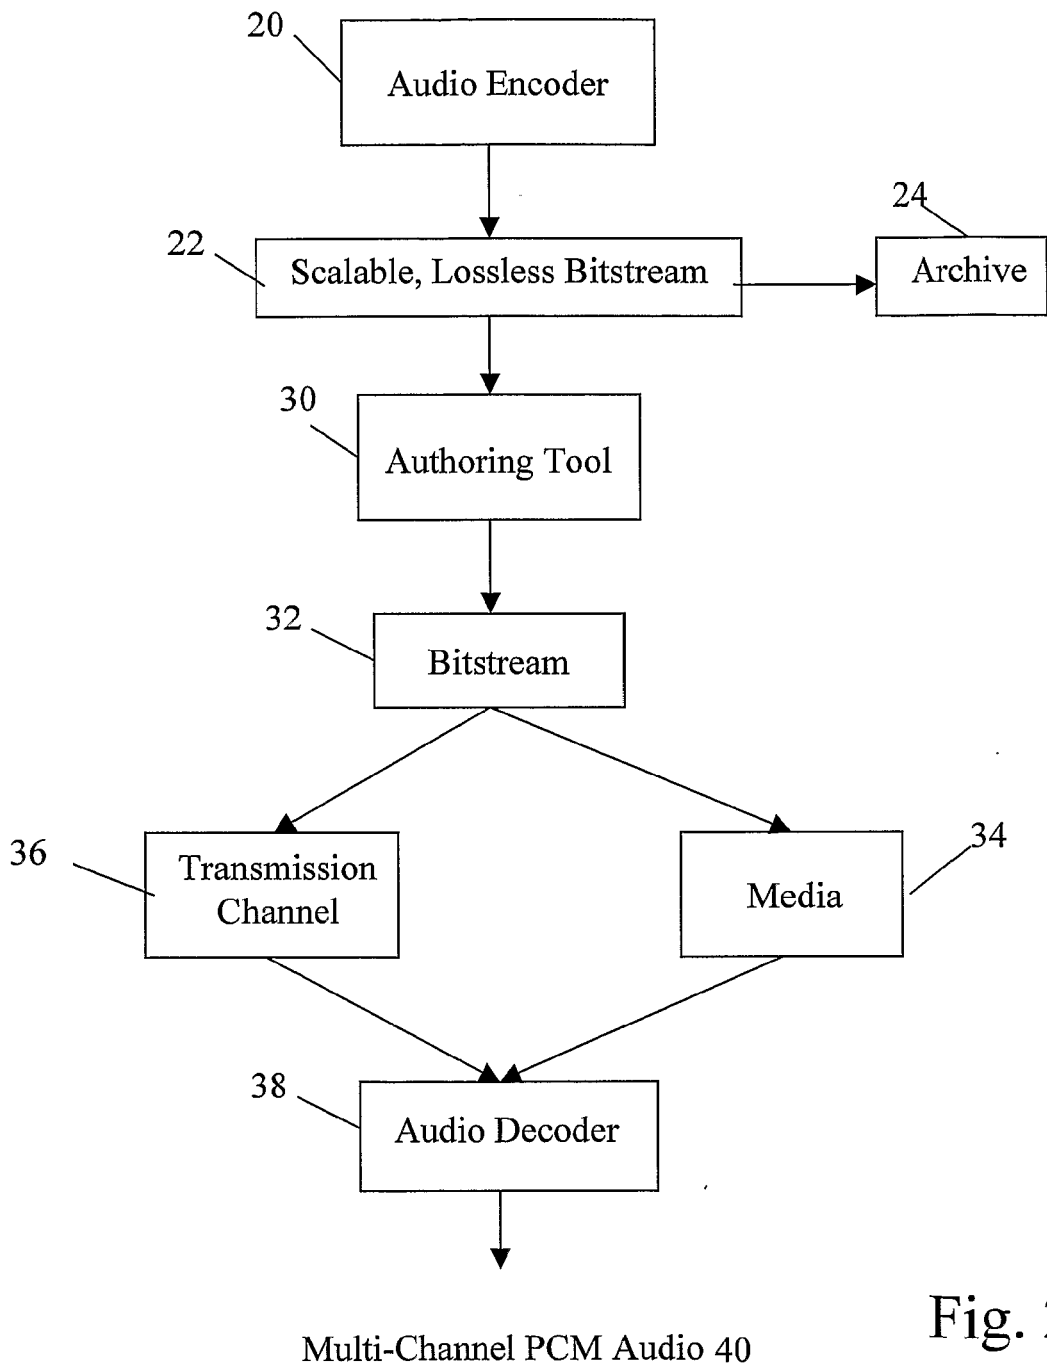 20
Audio Encoder
24
22
Scalable, Lossless Bitstream
Archive
30
Authoring Tool
32
Bitstream
36
Transmission
Channel
34
Media
38
Audio Decoder
Multi-Channel PCM Audio 40
Fig.